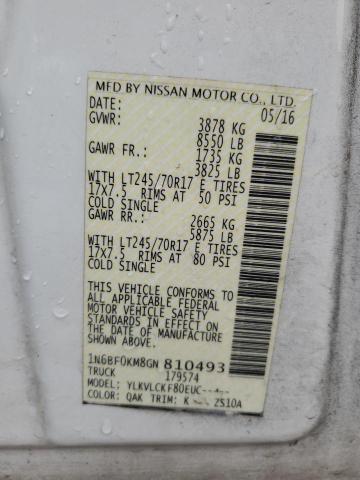 MFD BY NISSAN MOTOR CO., LTD.
DATE: 05/16
GVWR: 3878 KG
8550 LB
GAWR FR.: 1735 KG
3825 LB
WITH LT245/70R17 E TIRES
17X7.5 RIMS AT 50 PSI
COLD SINGLE
GAWR RR.: 2665 KG
5875 LB
WITH LT245/70R17 E TIRES
17X7.5 RIMS AT 80 PSI
COLD SINGLE
THIS VEHICLE CONFORMS TO
ALL APPLICABLE FEDERAL
MOTOR VEHICLE SAFETY
STANDARDS IN EFFECT ON
THE DATE OF MANUFACTURE
SHOWN ABOVE.
1N6BF0KM8GN 810493
TRUCK 179574
MODEL: YLKVLCKF80EUC
COLOR: QAK TRIM: K ZS10A